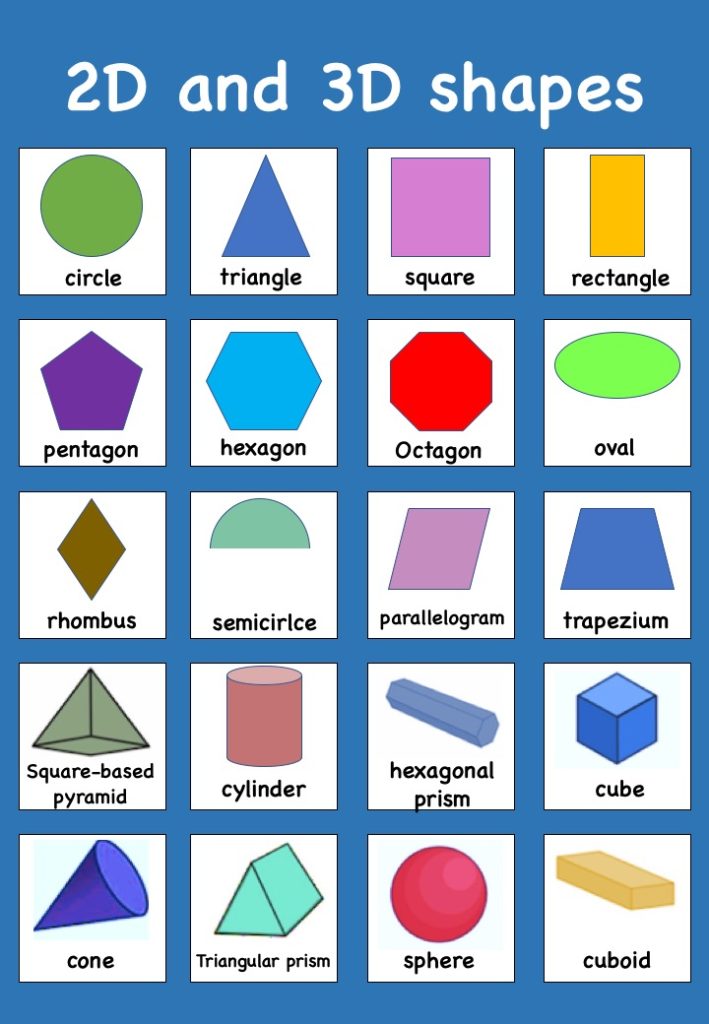 2D and 3D shapes
circle
triangle
square
rectangle
pentagon
hexagon
Octagon
oval
rhombus
semicirlce
parallelogram
trapezium
Square-based
pyramid
cylinder
hexagonal
prism
cube
cone
Triangular prism
sphere
cuboid